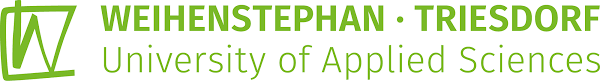 WEIHENSTEPHAN · TRIESDORF
University of Applied Sciences